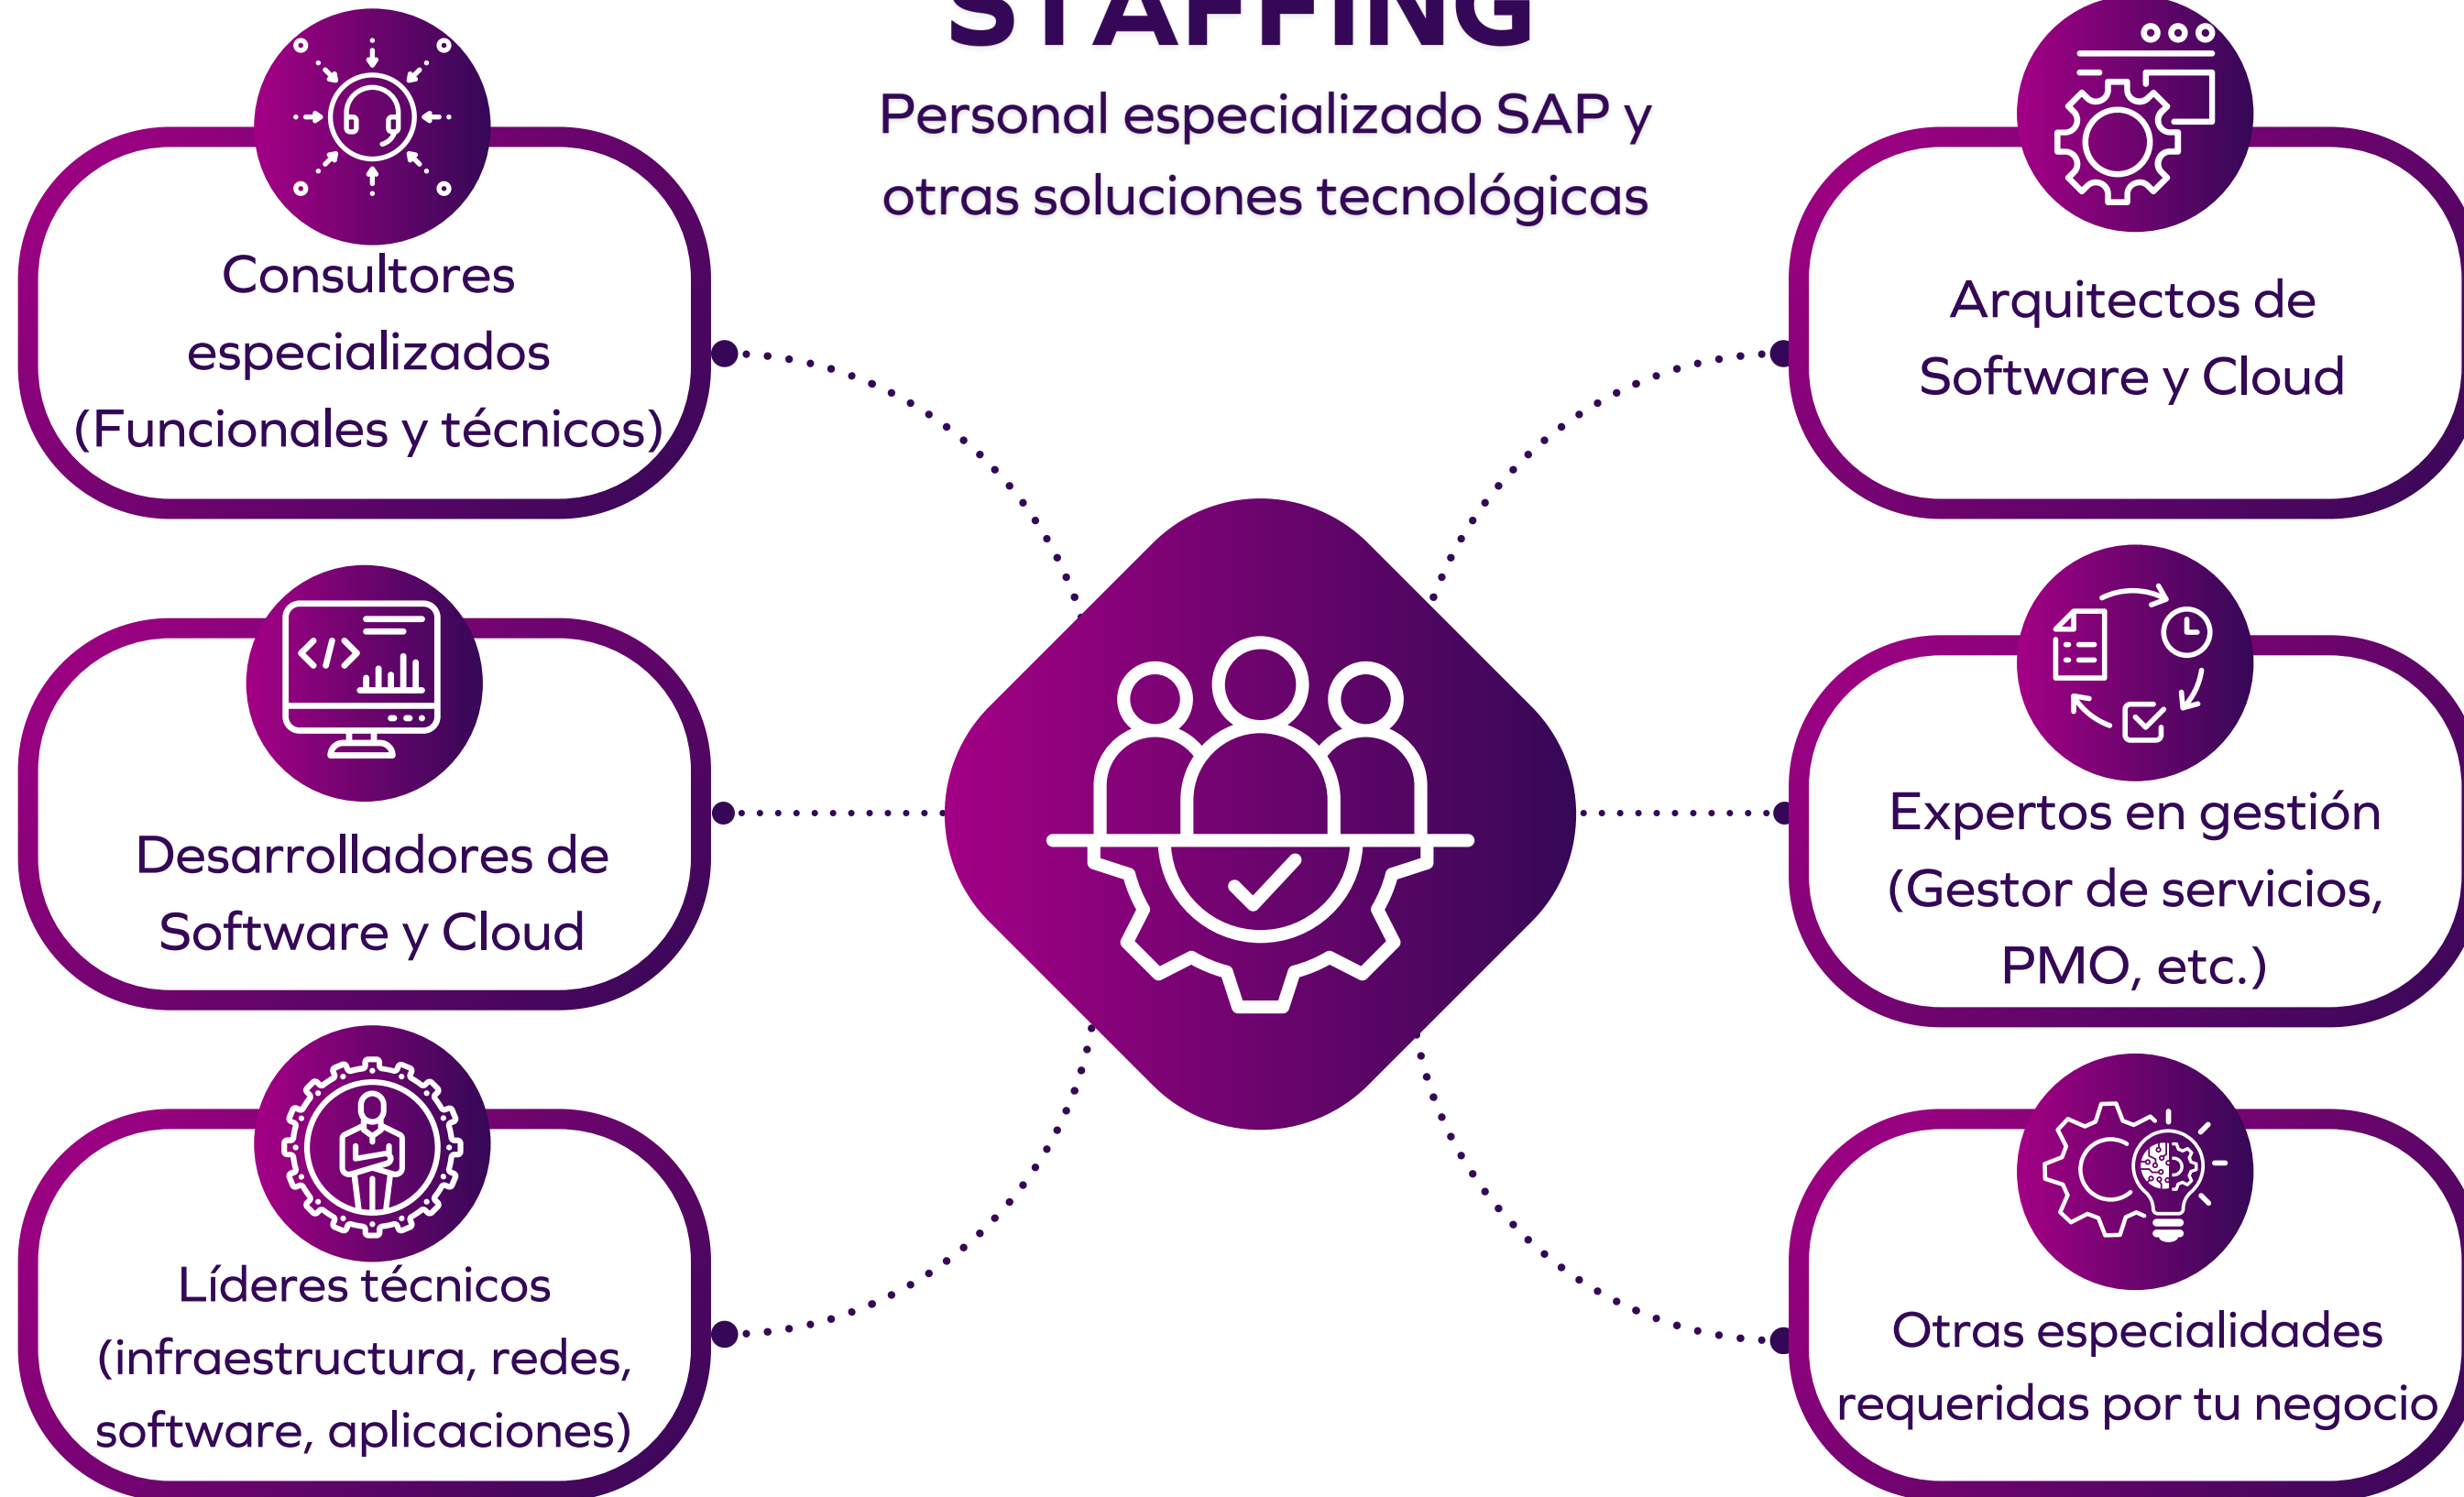 STAFFING
Personal especializado SAP y
otras soluciones tecnológicas
Consultores
especializados
(Funcionales y técnicos)
Desarrolladores de
Software y Cloud
Líderes técnicos
(infraestructura, redes,
software, aplicaciones)
Arquitectos de
Software y Cloud
Expertos en gestión
(Gestor de servicios,
PMO, etc.)
Otras especialidades
requeridas por tu negocio